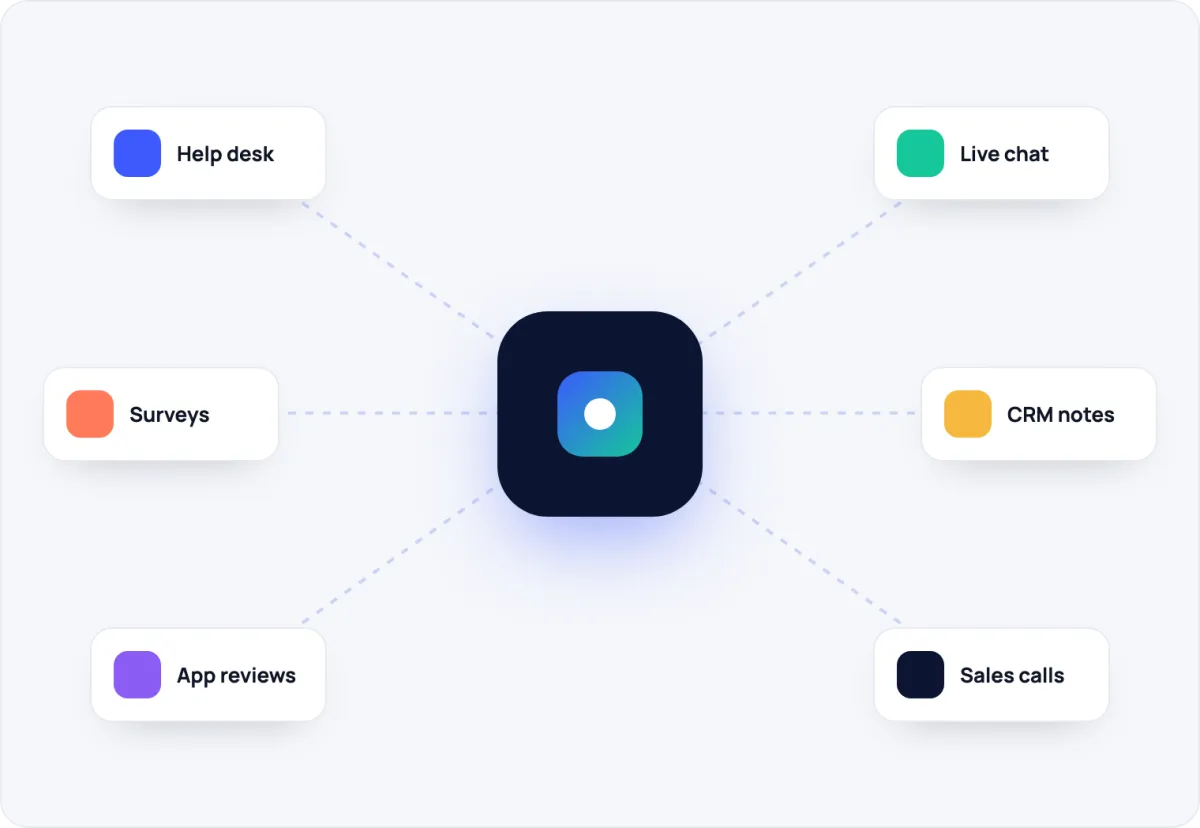 Help desk
Live chat
Surveys
CRM notes
App reviews
Sales calls